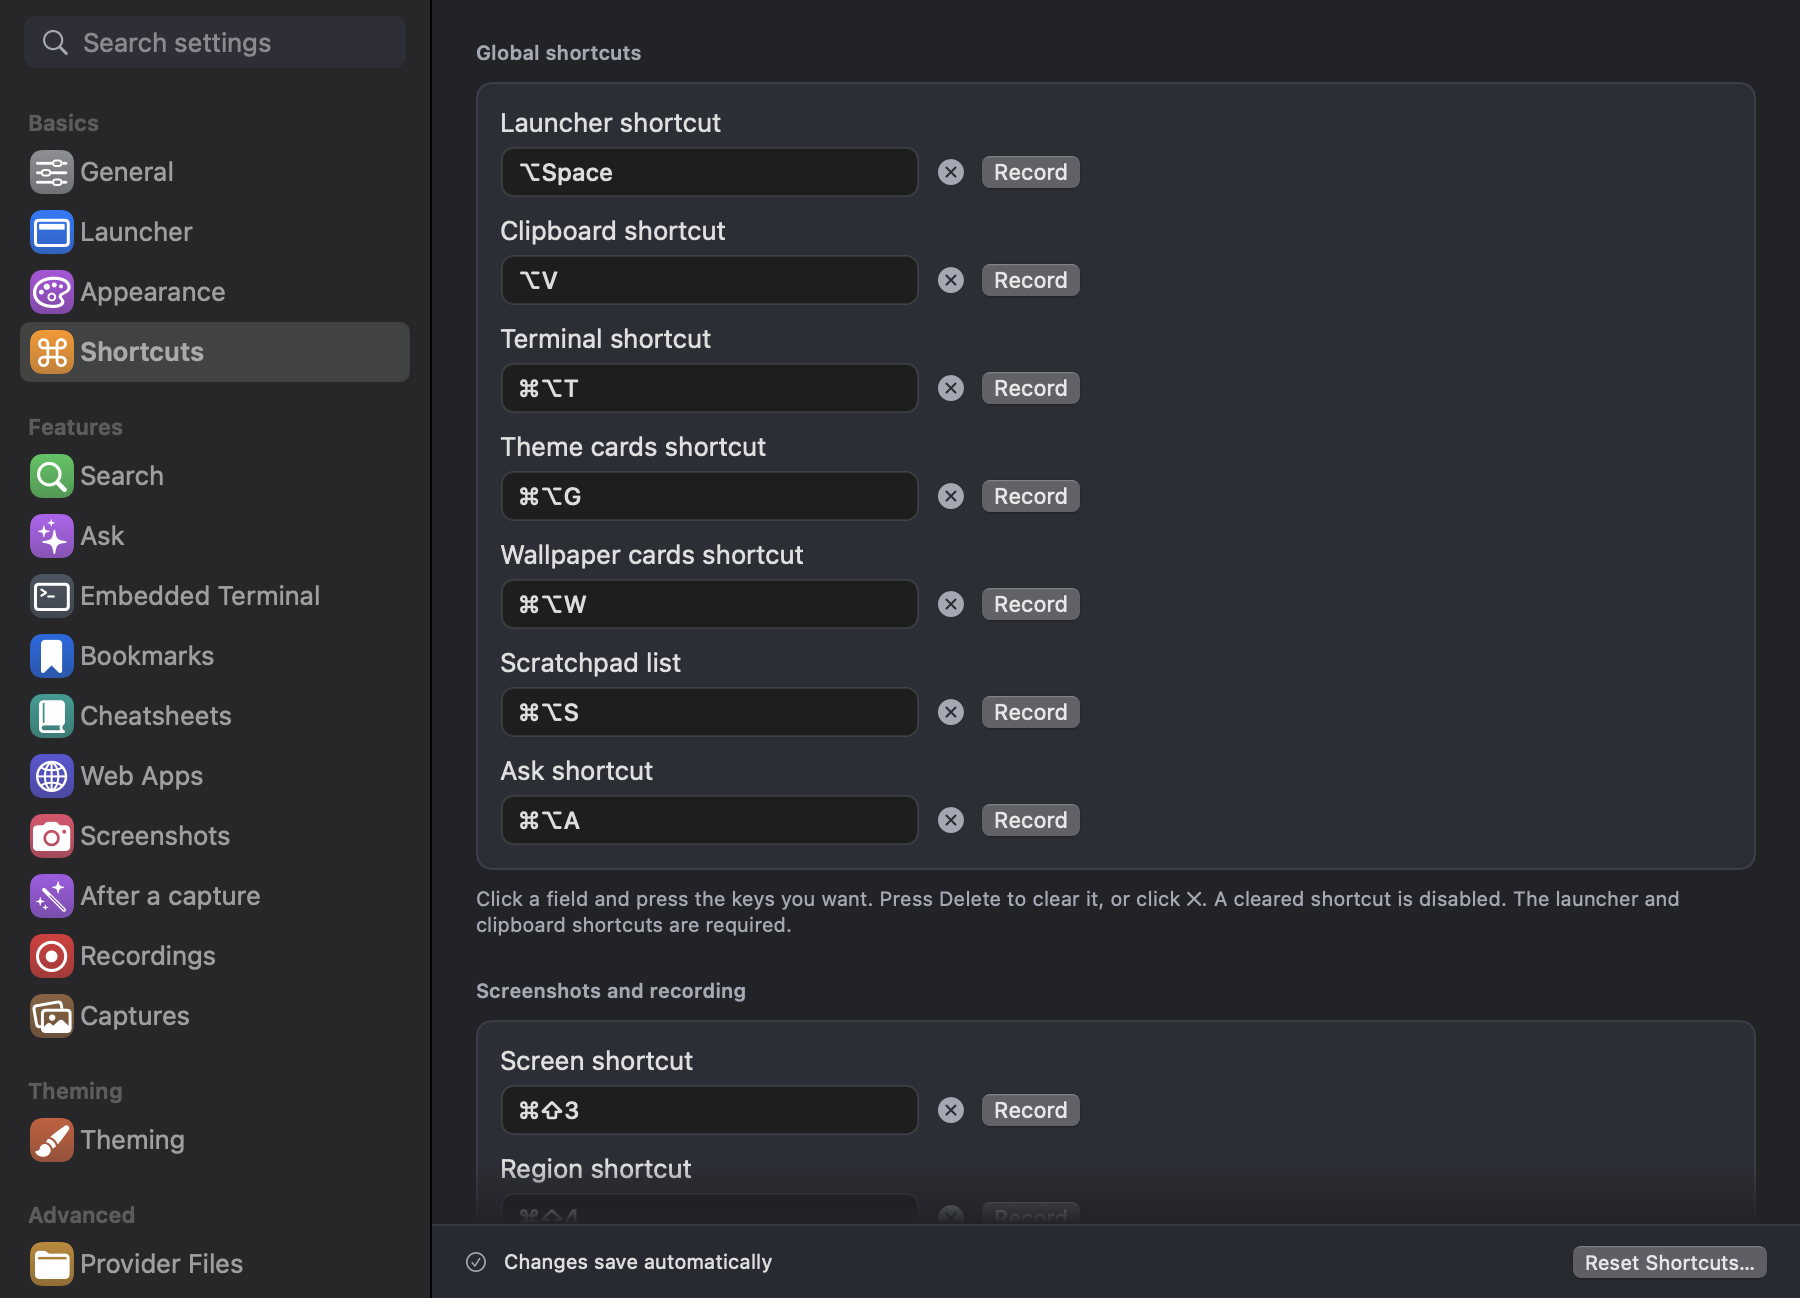 Search settings
Basics
General
Launcher
Appearance
Shortcuts
Features
Search
Ask
Embedded Terminal
Bookmarks
Cheatsheets
Web Apps
Screenshots
After a capture
Recordings
Captures
Theming
Theming
Advanced
Provider Files
Global shortcuts
Launcher shortcut
⌥Space Record
Clipboard shortcut
⌥V Record
Terminal shortcut
⌘⌥T Record
Theme cards shortcut
⌘⌥G Record
Wallpaper cards shortcut
⌘⌥W Record
Scratchpad list
⌘⌥S Record
Ask shortcut
⌘⌥A Record
Click a field and press the keys you want. Press Delete to clear it, or click ✕. A cleared shortcut is disabled. The launcher and
clipboard shortcuts are required.
Screenshots and recording
Screen shortcut
⌘⇧3 Record
Region shortcut
⌘⇧4 Record
Changes save automatically
Reset Shortcuts...